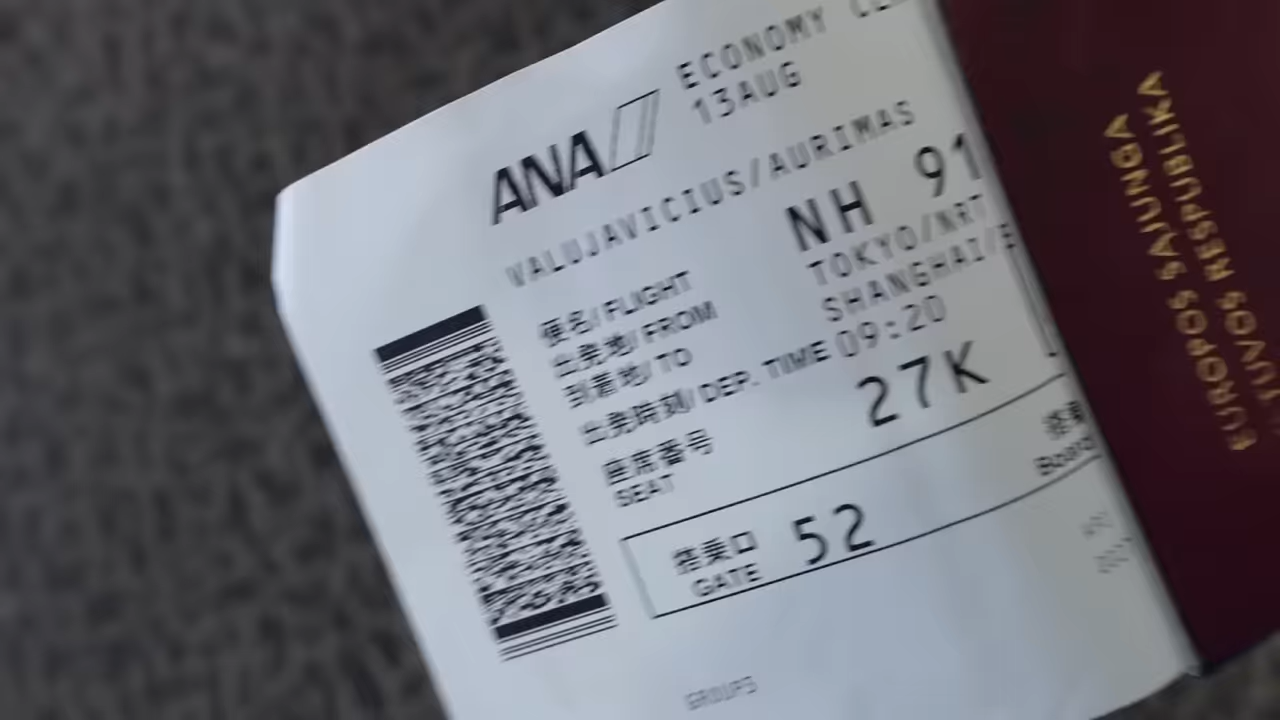 ECONOMY
13AUG
ANA
VALUJAVICIUS/AURIMAS
便名/FLIGHT NH 91
出発地/FROM TOKYO/NRT
到着地/TO SHANGHAI/
出発時刻/DEP. TIME 09:20
座席番号 27K
SEAT
搭乗口 52
GATE
Board
GROUP3
EUROPOS SĄJUNGA
RESPUBLIKA